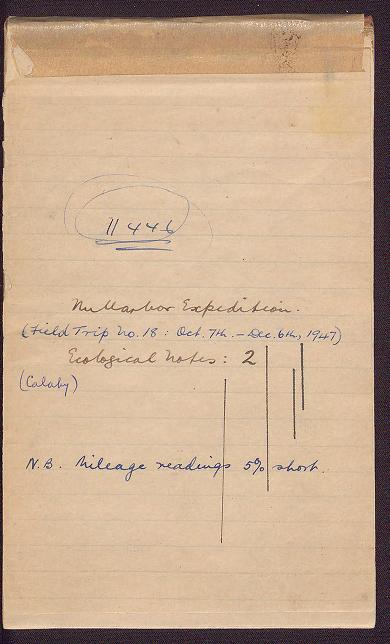 11446
Nullarbor Expedition.
(Field Trip No. 18 : Oct. 7th. – Dec. 6th, 1947)
Ecological Notes : 2
(Calaby)
N.B. Mileage readings 5% short.